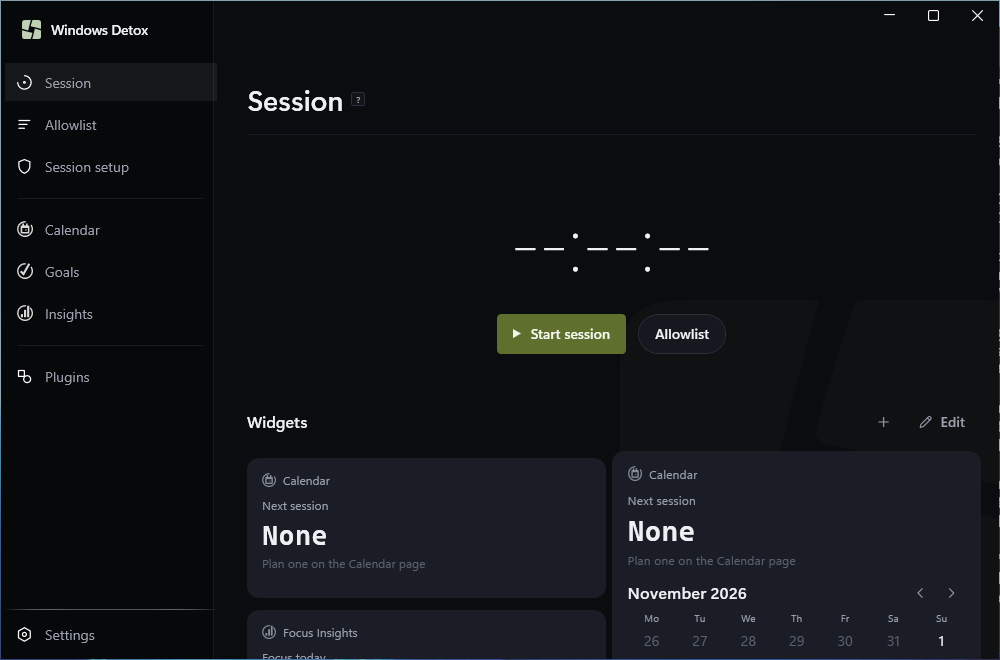 Windows Detox
Session
Allowlist
Session setup
Calendar
Goals
Insights
Plugins
Settings
Session ?
--:--:--
Start session
Allowlist
Widgets
+
Edit
Calendar
Next session
None
Plan one on the Calendar page
Focus Insights
Focus today
Calendar
Next session
None
Plan one on the Calendar page
November 2026
Mo Tu We Th Fr Sa Su
26 27 28 29 30 31 1